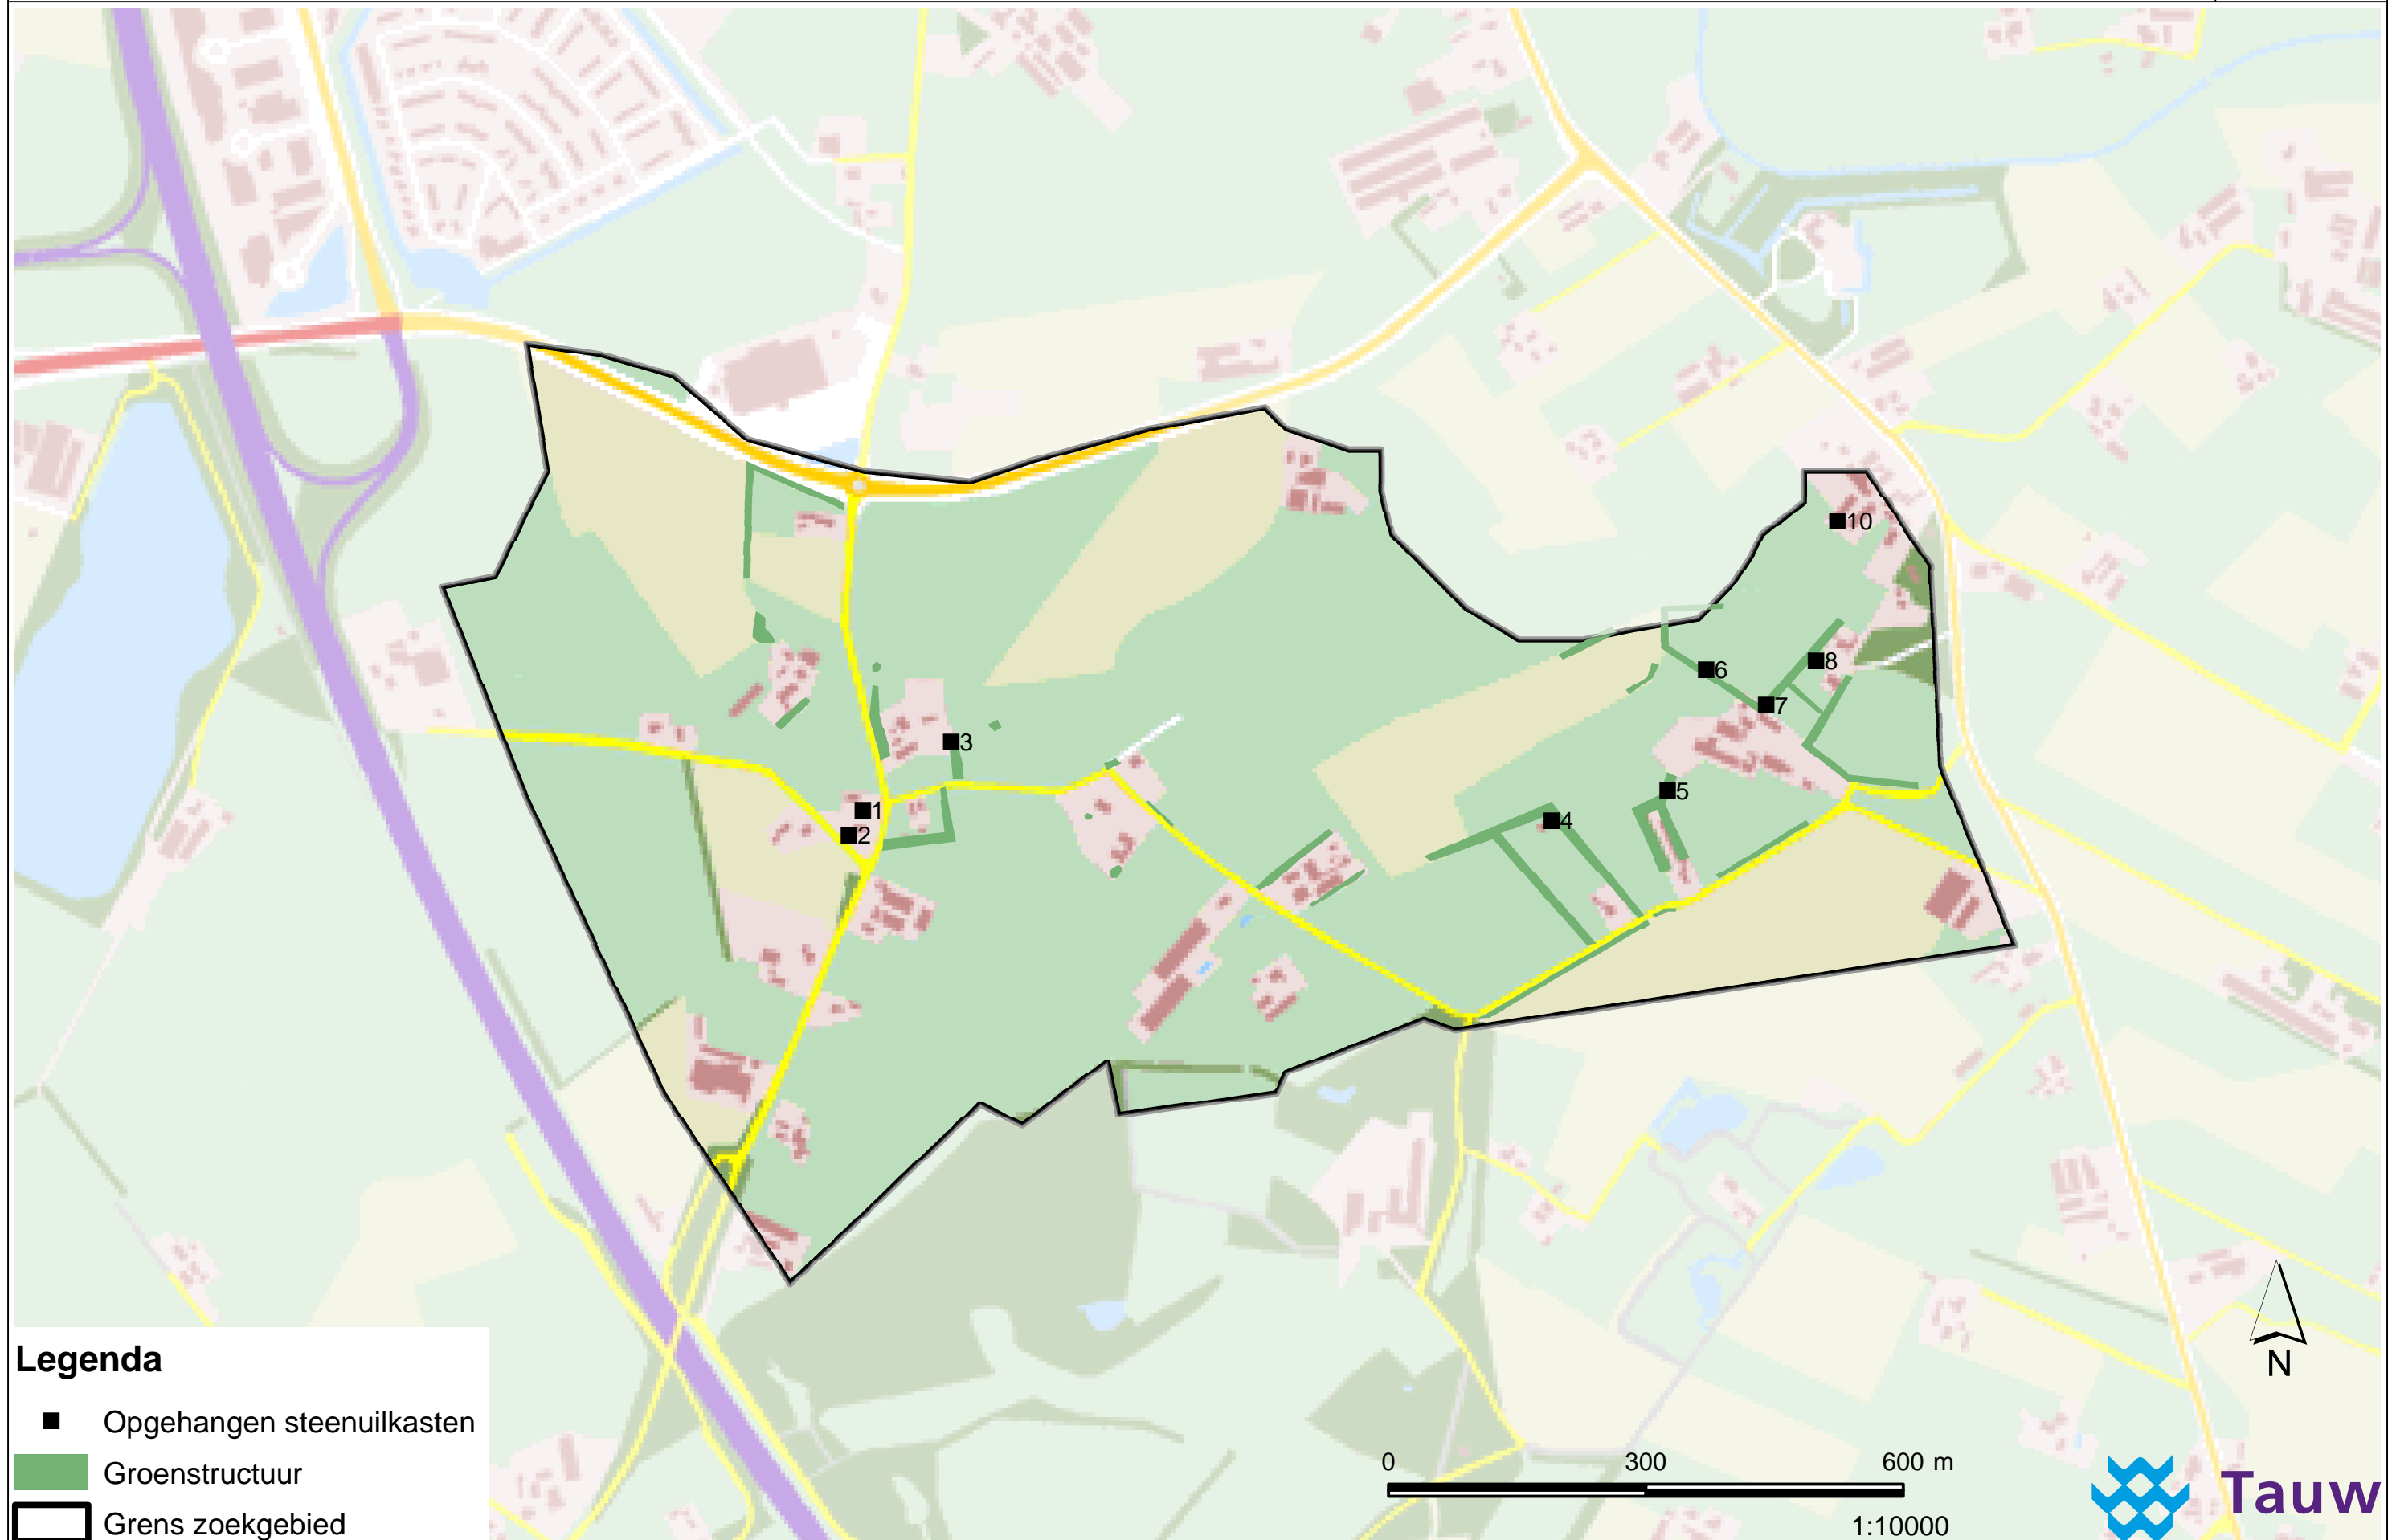 10
6
8
7
3
5
1
4
2
N
Legenda
Opgehangen steenuilkasten
Groenstructuur
Grens zoekgebied
0 300 600 m
1:10000
Tauw